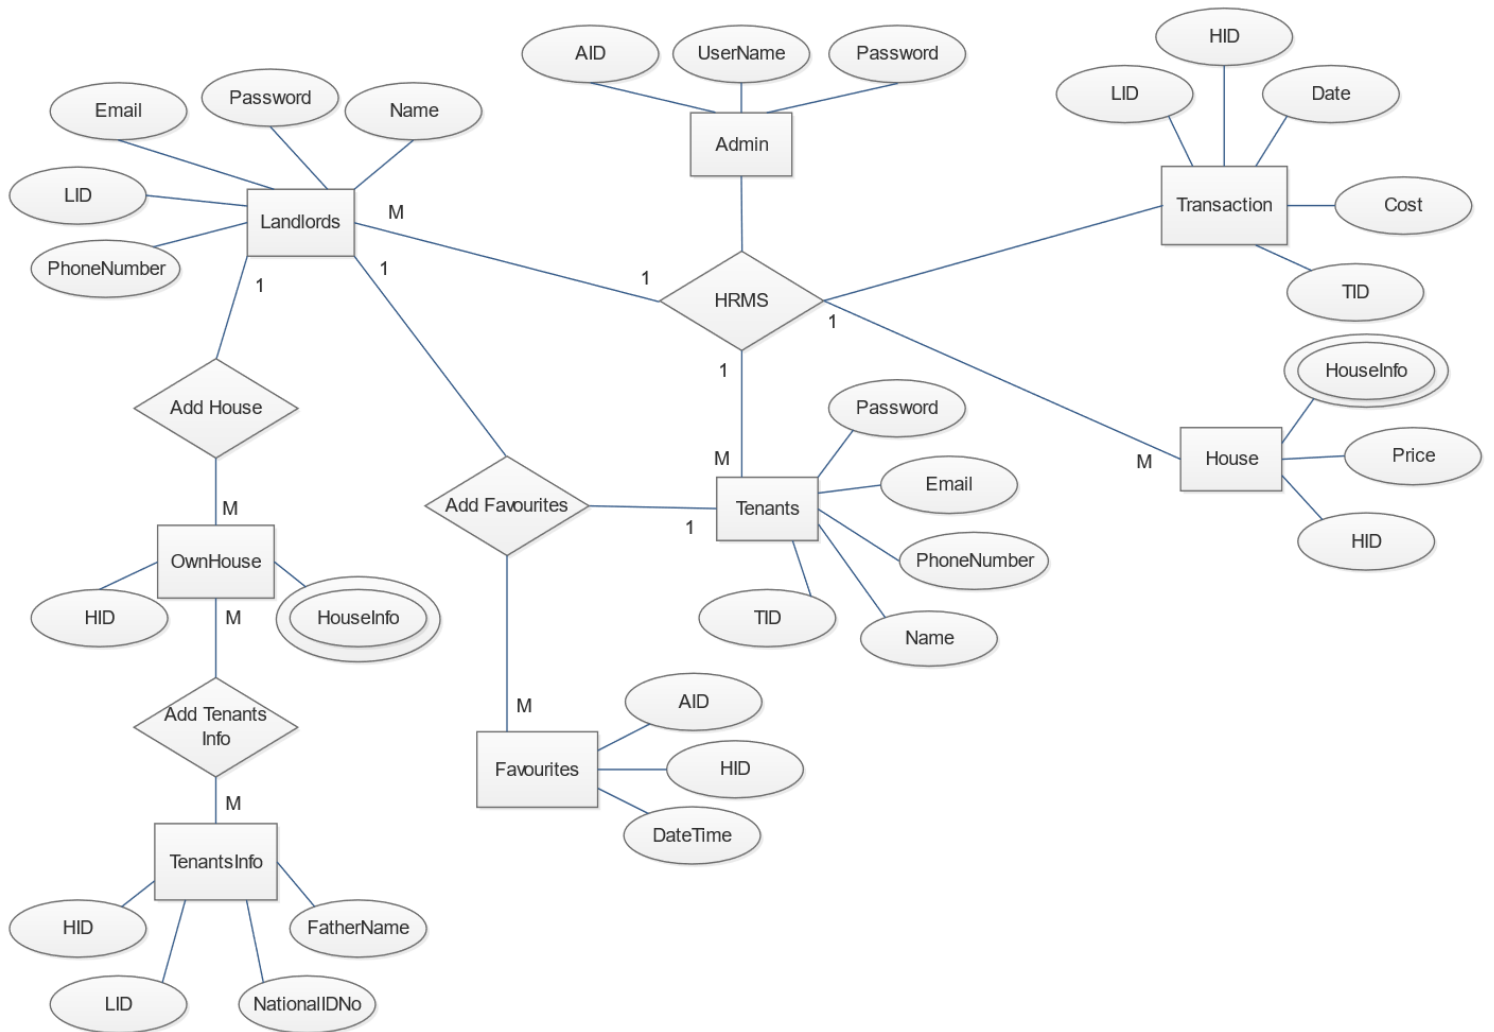 HID
AID
UserName
Password
LID
Date
Email
Password
Name
Admin
LID
Landlords
M
Transaction
Cost
PhoneNumber
1
1
1
HRMS
1
TID
Add House
1
HouseInfo
Password
M
M
House
Price
Email
M
Add Favourites
1
Tenants
HID
OwnHouse
PhoneNumber
HID
M
HouseInfo
TID
Name
Add Tenants
Info
M
AID
Favourites
HID
M
DateTime
TenantsInfo
HID
FatherName
LID
NationalIDNo